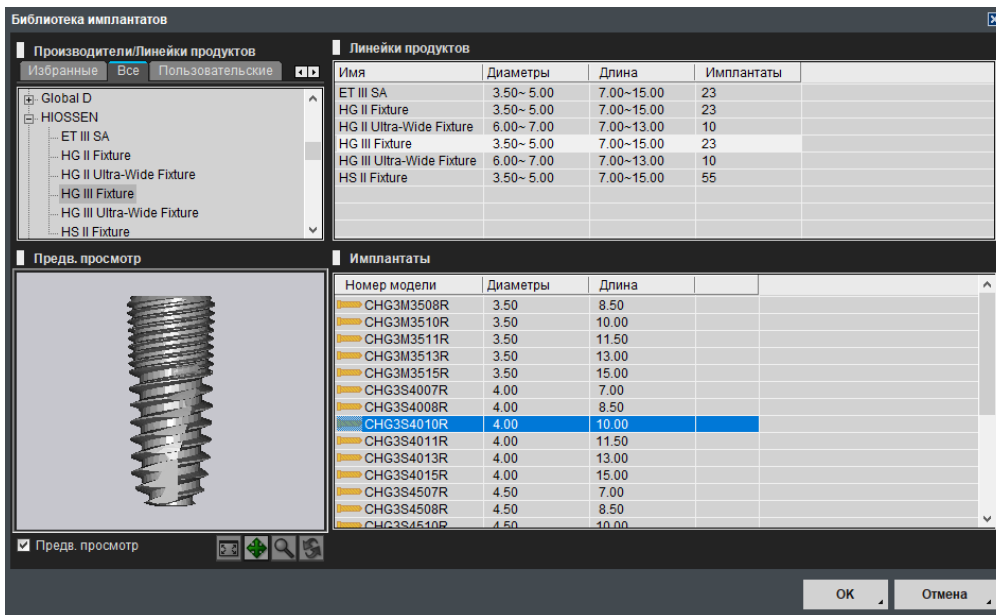 Библиотека имплантатов
Производители/Линейки продуктов
Избранные Все Пользовательские
Global D
HIOSSEN
ET III SA
HG II Fixture
HG II Ultra-Wide Fixture
HG III Fixture
HG III Ultra-Wide Fixture
HS II Fixture
Линейки продуктов
Имя Диаметры Длина Имплантаты
ET III SA 3.50~ 5.00 7.00~15.00 23
HG II Fixture 3.50~ 5.00 7.00~15.00 23
HG II Ultra-Wide Fixture 6.00~ 7.00 7.00~13.00 10
HG III Fixture 3.50~ 5.00 7.00~15.00 23
HG III Ultra-Wide Fixture 6.00~ 7.00 7.00~13.00 10
HS II Fixture 3.50~ 5.00 7.00~15.00 55
Предв. просмотр
Имплантаты
Номер модели Диаметры Длина
CHG3M3508R 3.50 8.50
CHG3M3510R 3.50 10.00
CHG3M3511R 3.50 11.50
CHG3M3513R 3.50 13.00
CHG3M3515R 3.50 15.00
CHG3S4007R 4.00 7.00
CHG3S4008R 4.00 8.50
CHG3S4010R 4.00 10.00
CHG3S4011R 4.00 11.50
CHG3S4013R 4.00 13.00
CHG3S4015R 4.00 15.00
CHG3S4507R 4.50 7.00
CHG3S4508R 4.50 8.50
CHG3S4510R 4.50 10.00
Предв. просмотр
OK Отмена